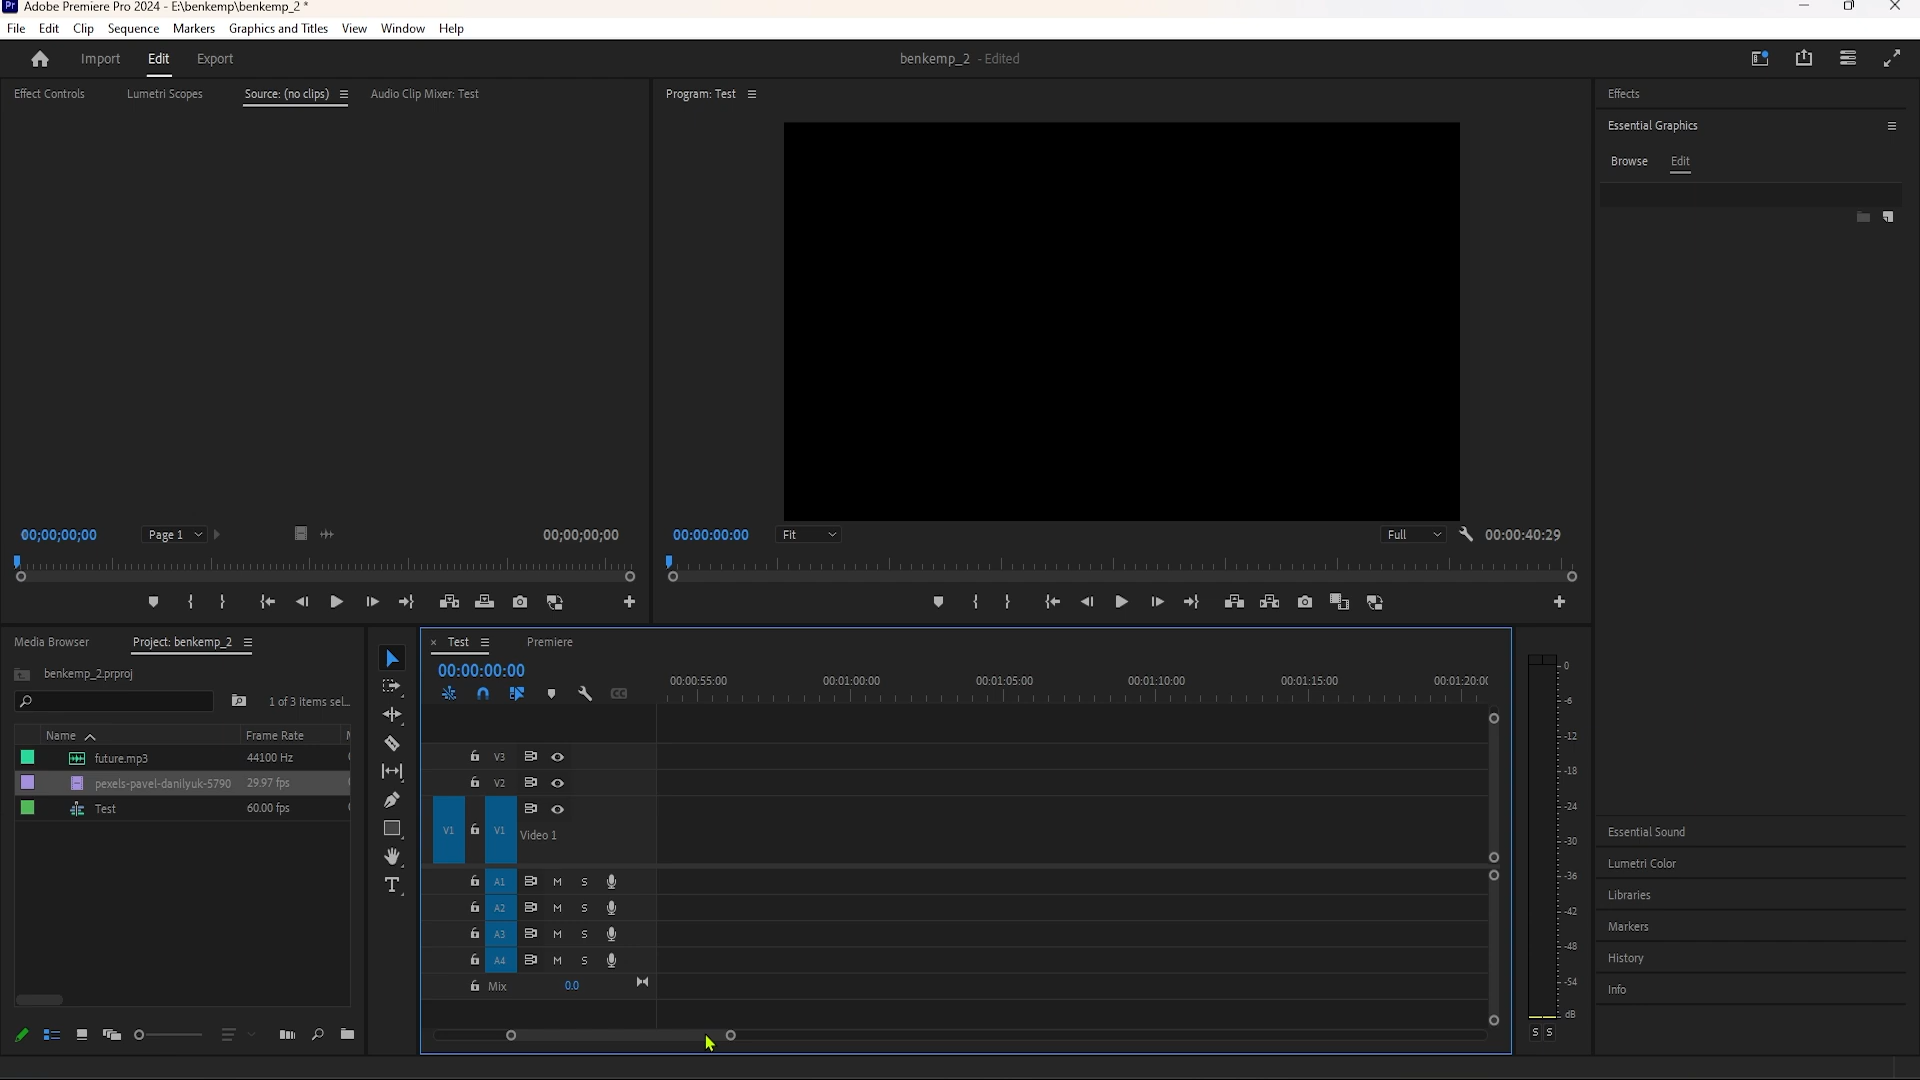 Pr Adobe Premiere Pro 2024 - E:\benkemp\benkemp_2 *
File Edit Clip Sequence Markers Graphics and Titles View Window Help
Import Edit Export benkemp_2 - Edited
Effect Controls Lumetri Scopes Source: (no clips) Audio Clip Mixer: Test Program: Test Effects
Essential Graphics
Browse Edit
00;00;00;00 Page 1 00;00;00;00 00:00:00:00 Fit Full 00:00:40:29
Media Browser Project: benkemp_2 × Test Premiere
00:00:00:00
benkemp_2.prproj
00:00:55:00 00:01:00:00 00:01:05:00 00:01:10:00 00:01:15:00 00:01:20:00
1 of 3 items sel...
Name Frame Rate
future.mp3 44100 Hz
pexels-pavel-danilyuk-5790 29.97 fps
Test 60.00 fps
V3
V2
V1 V1 Video 1
A1 M S
A2 M S
A3 M S
A4 M S
Mix 0.0
0
-6
-12
-18
-24
-30
-36
-42
-48
-54
dB
S S
Essential Sound
Lumetri Color
Libraries
Markers
History
Info